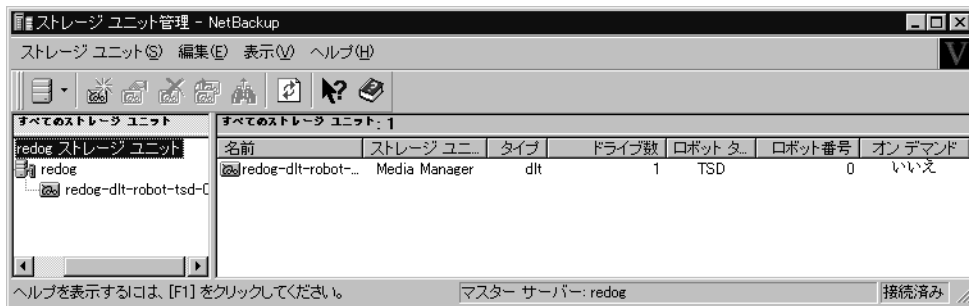 ストレージ ユニット管理 - NetBackup
ストレージ ユニット(S) 編集(E) 表示(V) ヘルプ(H)
V
すべてのストレージ ユニット
すべてのストレージ ユニット: 1
redog ストレージ ユニット
redog
redog-dlt-robot-tsd-0
名前 ストレージ ユニ... タイプ ドライブ数 ロボット タ... ロボット番号 オン デマンド
redog-dlt-robot-... Media Manager dlt 1 TSD 0 いいえ
ヘルプを表示するには、[F1] をクリックしてください。 マスター サーバー: redog 接続済み